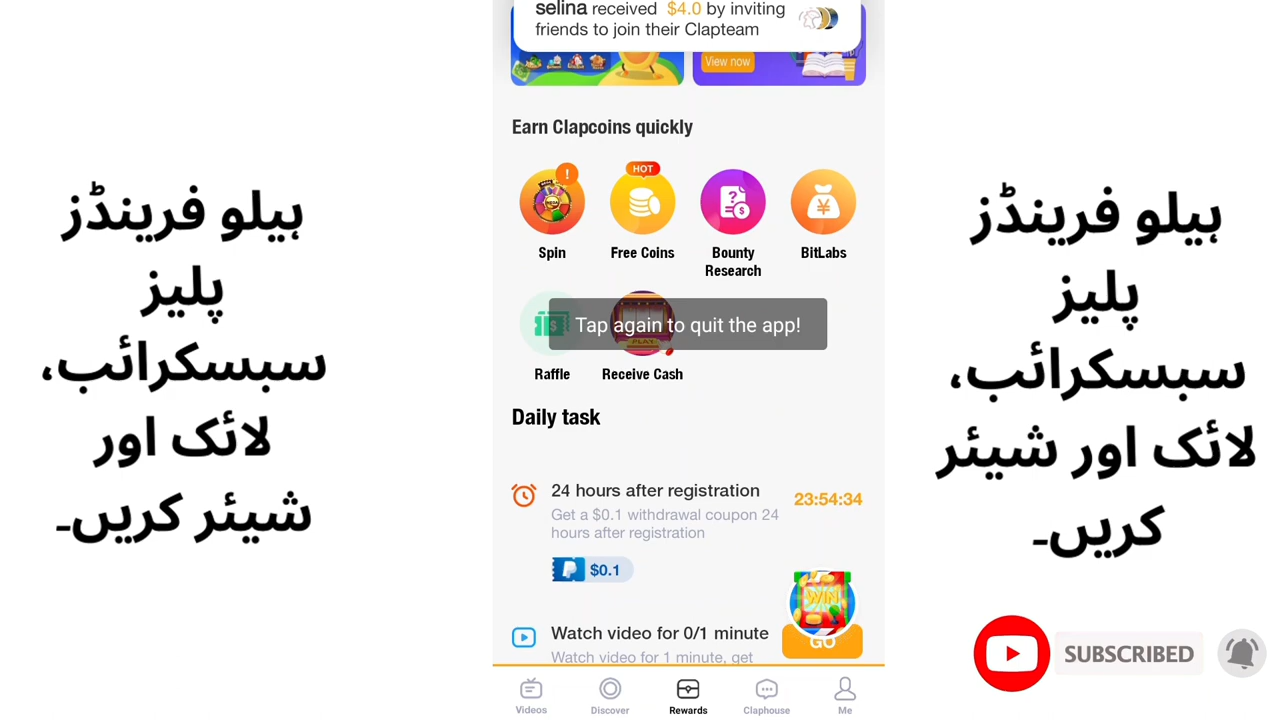 selina received $4.0 by inviting
friends to join their Clapteam
View now
Earn Clapcoins quickly
!
HOT
Spin
Free Coins
Bounty
Research
BitLabs
Tap again to quit the app!
PLAY
Raffle
Receive Cash
Daily task
24 hours after registration
23:54:34
Get a $0.1 withdrawal coupon 24
hours after registration
$0.1
WIN
Watch video for 0/1 minute
GO
Watch video for 1 minute, get
Videos
Discover
Rewards
Claphouse
Me
ہیلو فرینڈز
پلیز
سبسکرائب،
لائک اور
شیئر کریں۔
ہیلو فرینڈز
پلیز
سبسکرائب،
لائک اور شیئر
کریں۔
SUBSCRIBED